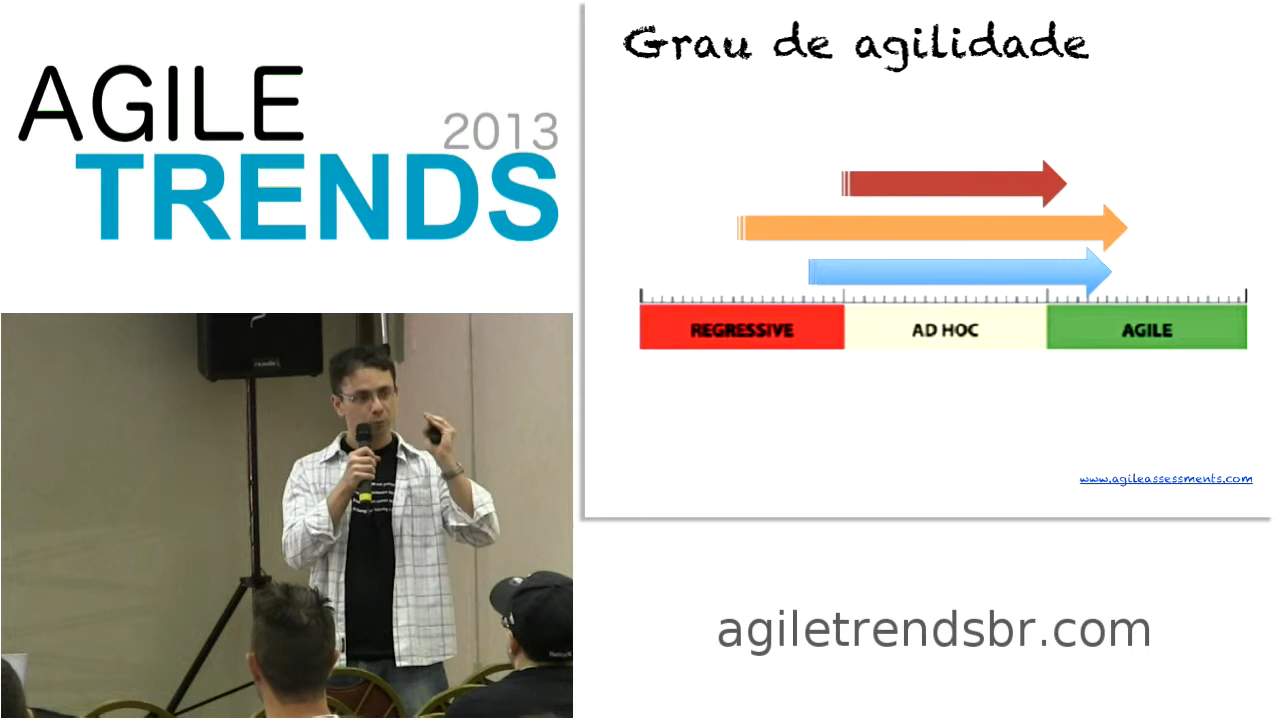 AGILE
2013
TRENDS
Grau de agilidade
REGRESSIVE
AD HOC
AGILE
www.agileassessments.com
agiletrendsbr.com